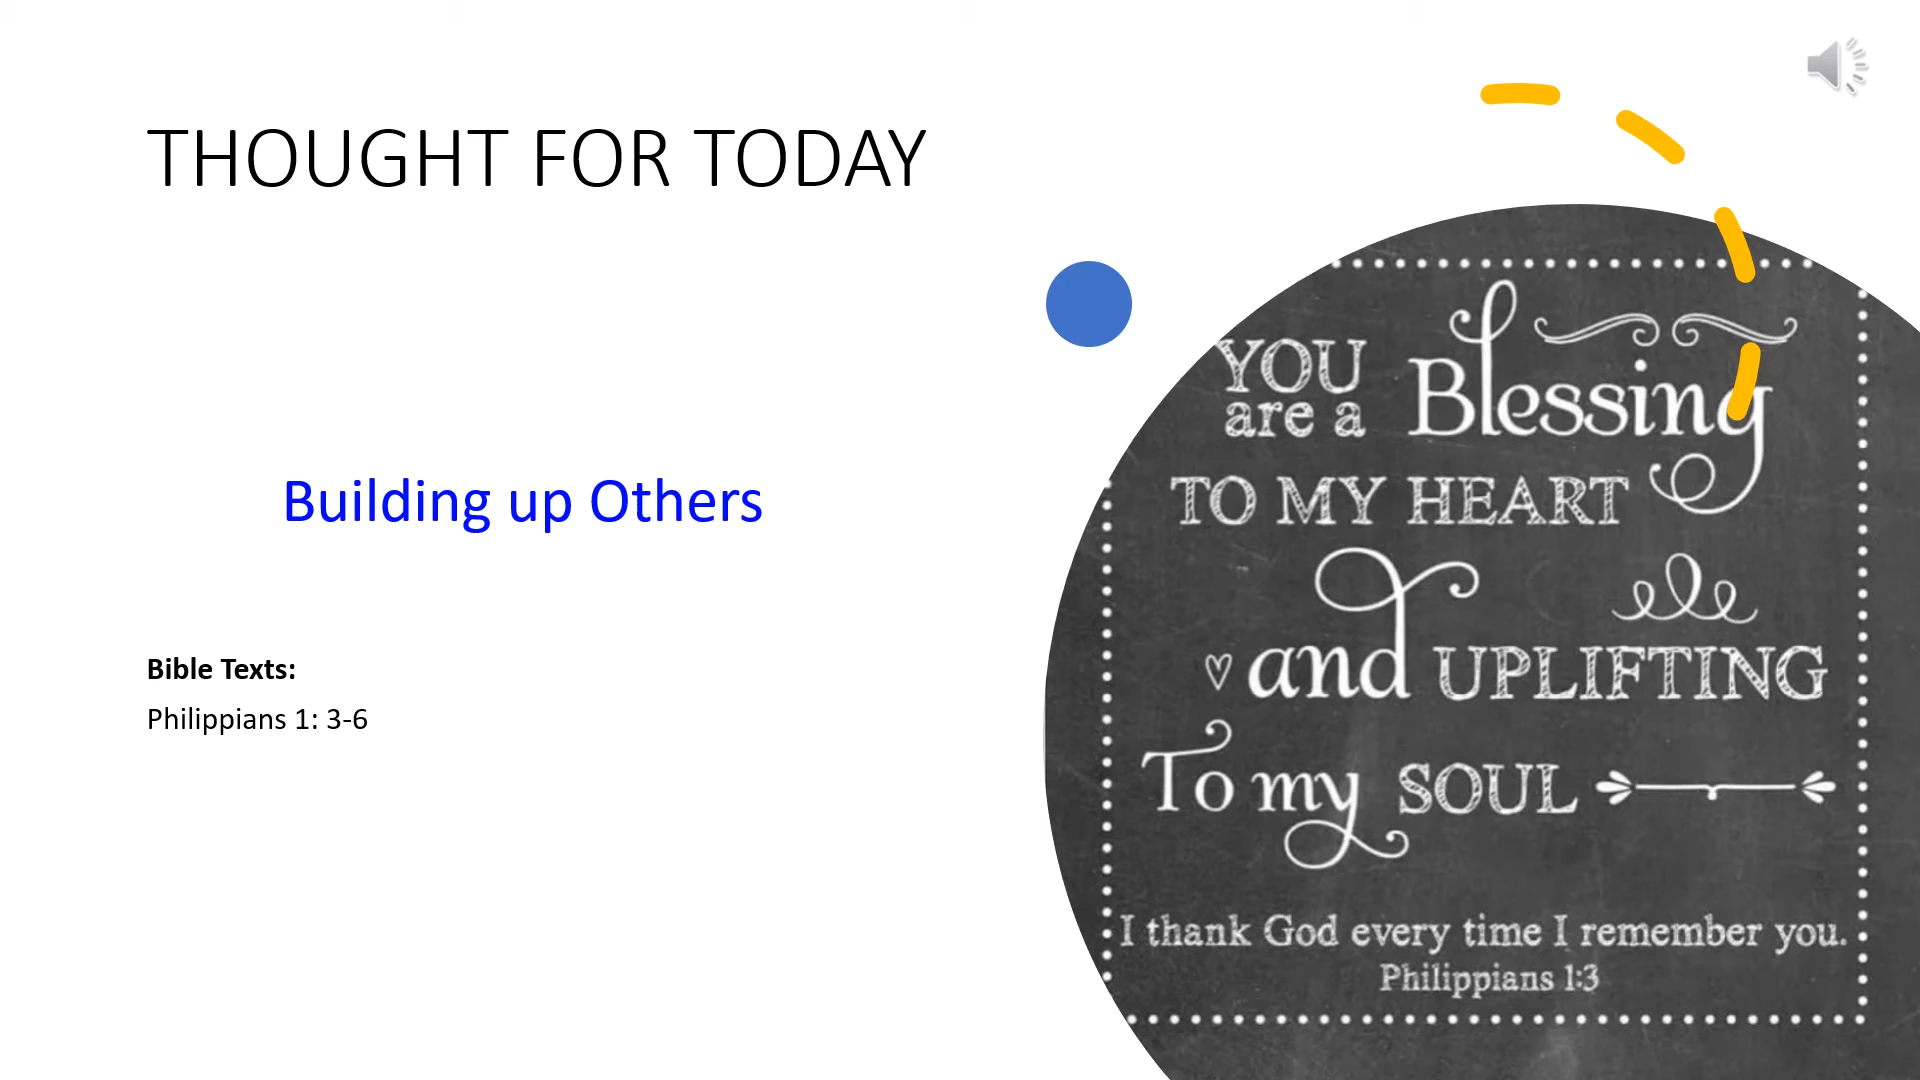 THOUGHT FOR TODAY
Building up Others
Bible Texts:
Philippians 1: 3-6
YOU are a Blessing
TO MY HEART
and UPLIFTING
To my SOUL
I thank God every time I remember you.
Philippians 1:3